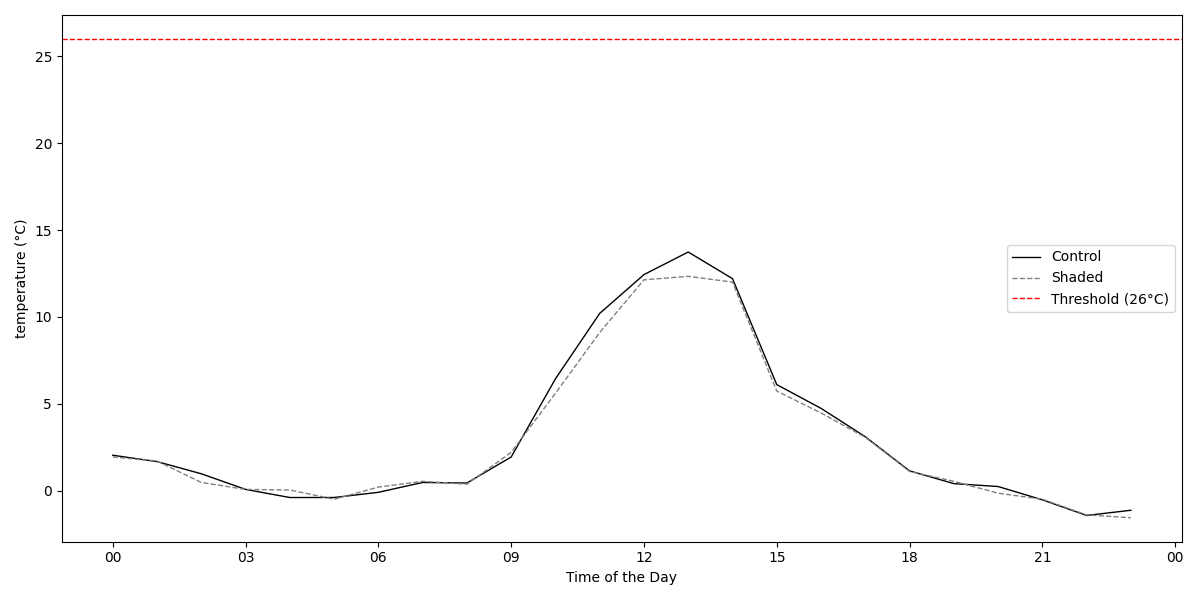 25
20
15
10
5
0
temperature (°C)
Control
Shaded
Threshold (26°C)
00 03 06 09 12 15 18 21 00
Time of the Day